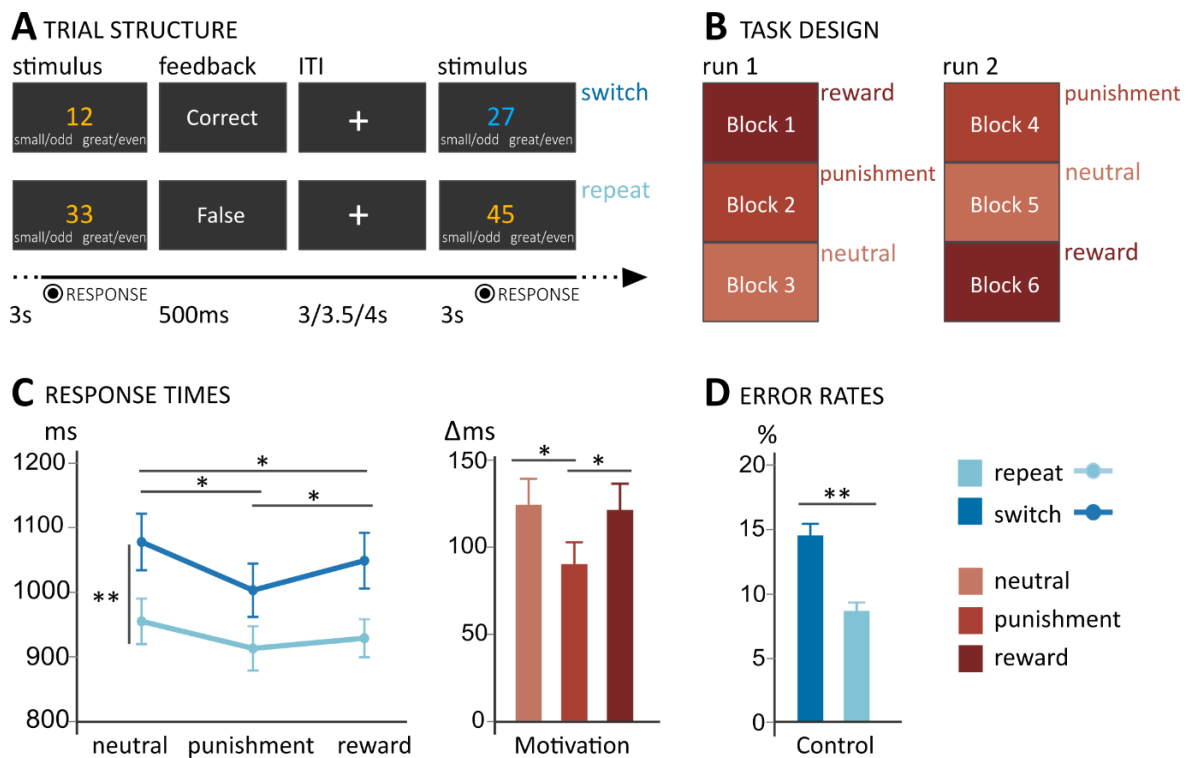 A TRIAL STRUCTURE
stimulus feedback ITI stimulus
12 Correct + 27 switch
small/odd great/even small/odd great/even
33 False + 45 repeat
small/odd great/even small/odd great/even
RESPONSE RESPONSE
3s 500ms 3/3.5/4s 3s
B TASK DESIGN
run 1 run 2
Block 1 reward Block 4 punishment
Block 2 punishment Block 5 neutral
Block 3 neutral Block 6 reward
C RESPONSE TIMES
ms
1200
1100
1000
900
800
* * *
**
neutral punishment reward
Δms
150
100
50
0
* *
Motivation
D ERROR RATES
%
20
15
10
5
0
**
Control
repeat
switch
neutral
punishment
reward